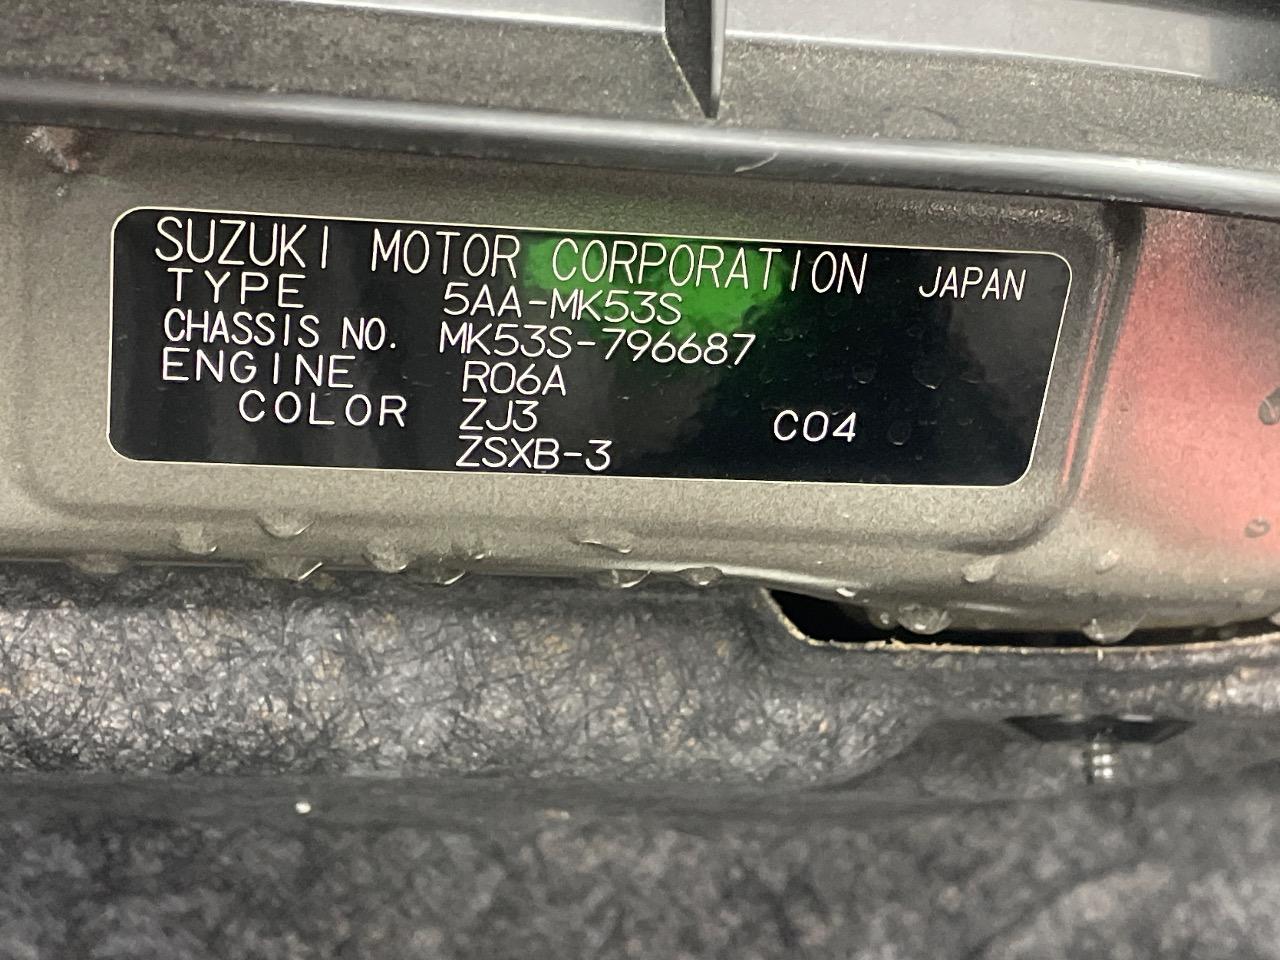 SUZUKI MOTOR CORPORATION JAPAN
TYPE 5AA-MK53S
CHASSIS NO. MK53S-796687
ENGINE R06A
COLOR ZJ3 C04
ZSXB-3